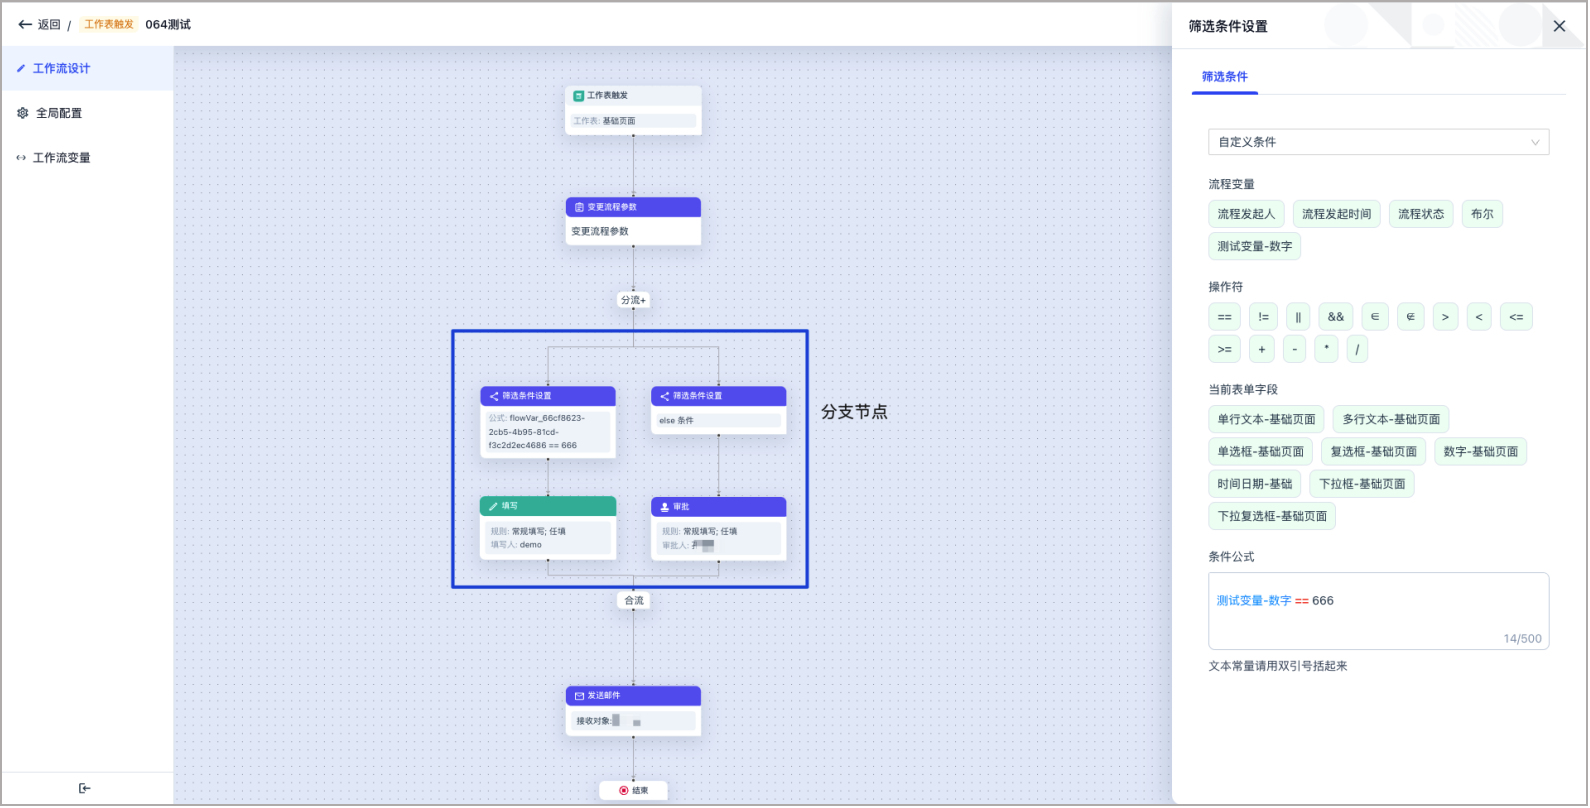 返回 / 工作表触发 064测试
工作流设计
全局配置
工作流变量
工作表触发
工作表: 基础页面
变更流程参数
变更流程参数
分流+
筛选条件设置
公式: flowVar_66cf8623-
2cb5-4b95-81cd-
f3c2d2ec4686 == 666
筛选条件设置
else 条件
分支节点
填写
规则: 常规填写; 任填
填写人: demo
审批
规则: 常规填写; 任填
审批人:
合流
发送邮件
接收对象:
结束
筛选条件设置
筛选条件
自定义条件
流程变量
流程发起人 流程发起时间 流程状态 布尔
测试变量-数字
操作符
== != || && ∈ ∉ > < <=
>= + - * /
当前表单字段
单行文本-基础页面 多行文本-基础页面
单选框-基础页面 复选框-基础页面 数字-基础页面
时间日期-基础 下拉框-基础页面
下拉复选框-基础页面
条件公式
测试变量-数字 == 666
14/500
文本常量请用双引号括起来